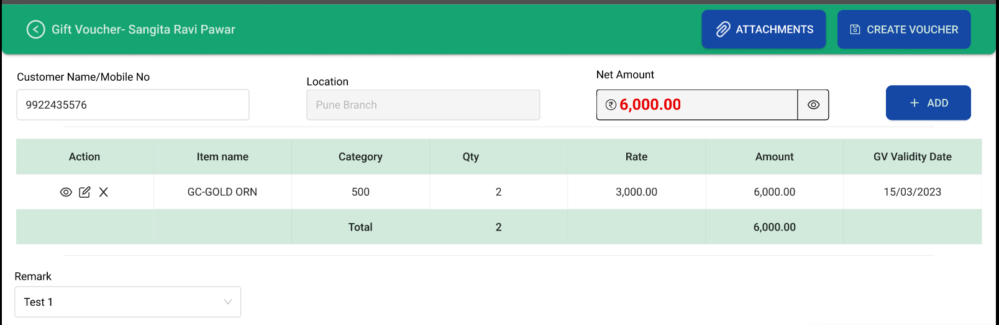 Gift Voucher- Sangita Ravi Pawar
ATTACHMENTS
CREATE VOUCHER
Customer Name/Mobile No
Location
Net Amount
9922435576
Pune Branch
₹ 6,000.00
+ ADD
Action Item name Category Qty Rate Amount GV Validity Date
GC-GOLD ORN 500 2 3,000.00 6,000.00 15/03/2023
Total 2 6,000.00
Remark
Test 1